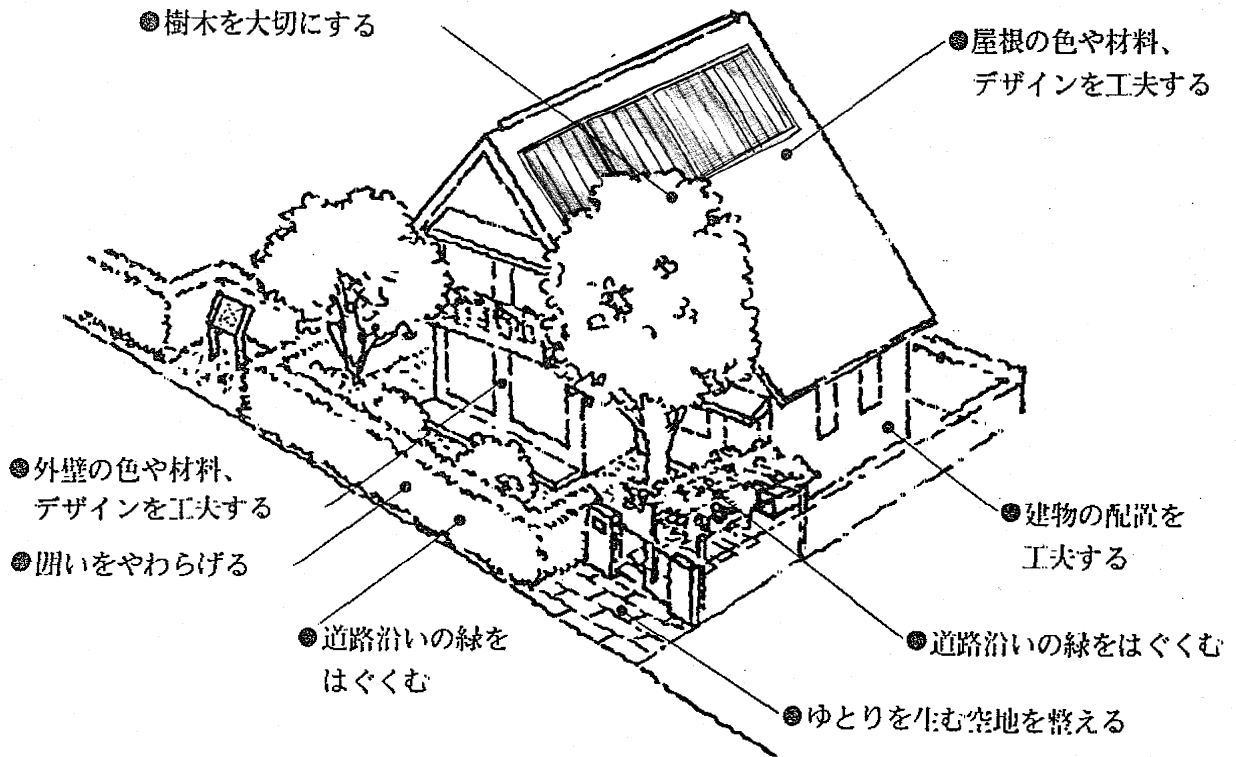 ●樹木を大切にする
●屋根の色や材料、
デザインを工夫する
●外壁の色や材料、
デザインを工夫する
●囲いをやわらげる
●建物の配置を
工夫する
●道路沿いの緑を
はぐくむ
●道路沿いの緑をはぐくむ
●ゆとりを生む空地を整える